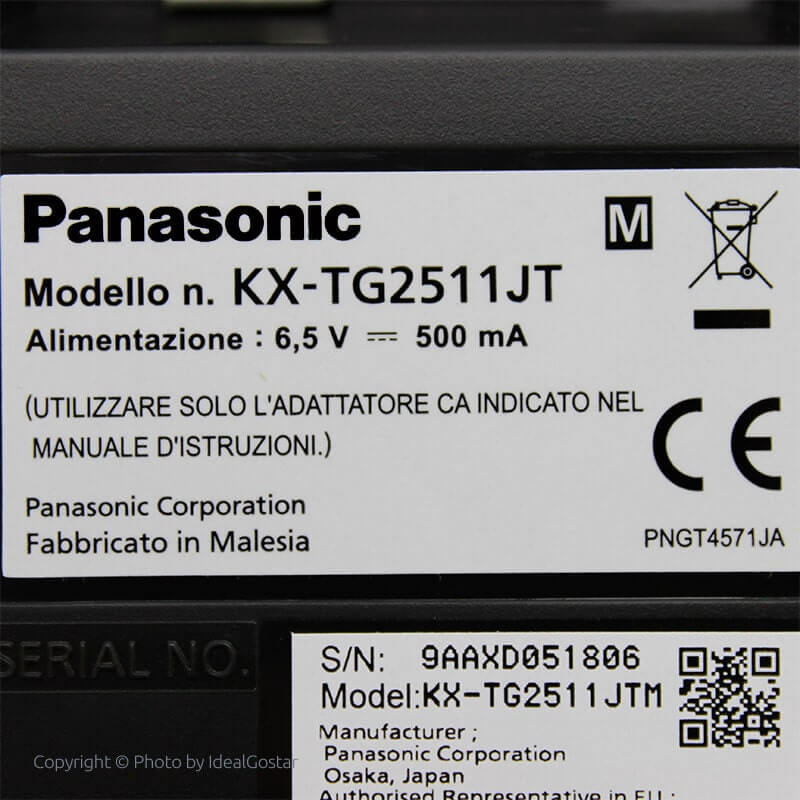 Panasonic
M
Modello n. KX-TG2511JT
Alimentazione : 6,5 V ⎓ 500 mA
(UTILIZZARE SOLO L'ADATTATORE CA INDICATO NEL
MANUALE D'ISTRUZIONI.)
CE
Panasonic Corporation
Fabbricato in Malesia
PNGT4571JA
SERIAL NO.
S/N: 9AAXD051806
Model:KX-TG2511JTM
Manufacturer ;
Panasonic Corporation
Osaka, Japan
Authorised Representative in EU :
Copyright © Photo by IdealGostar